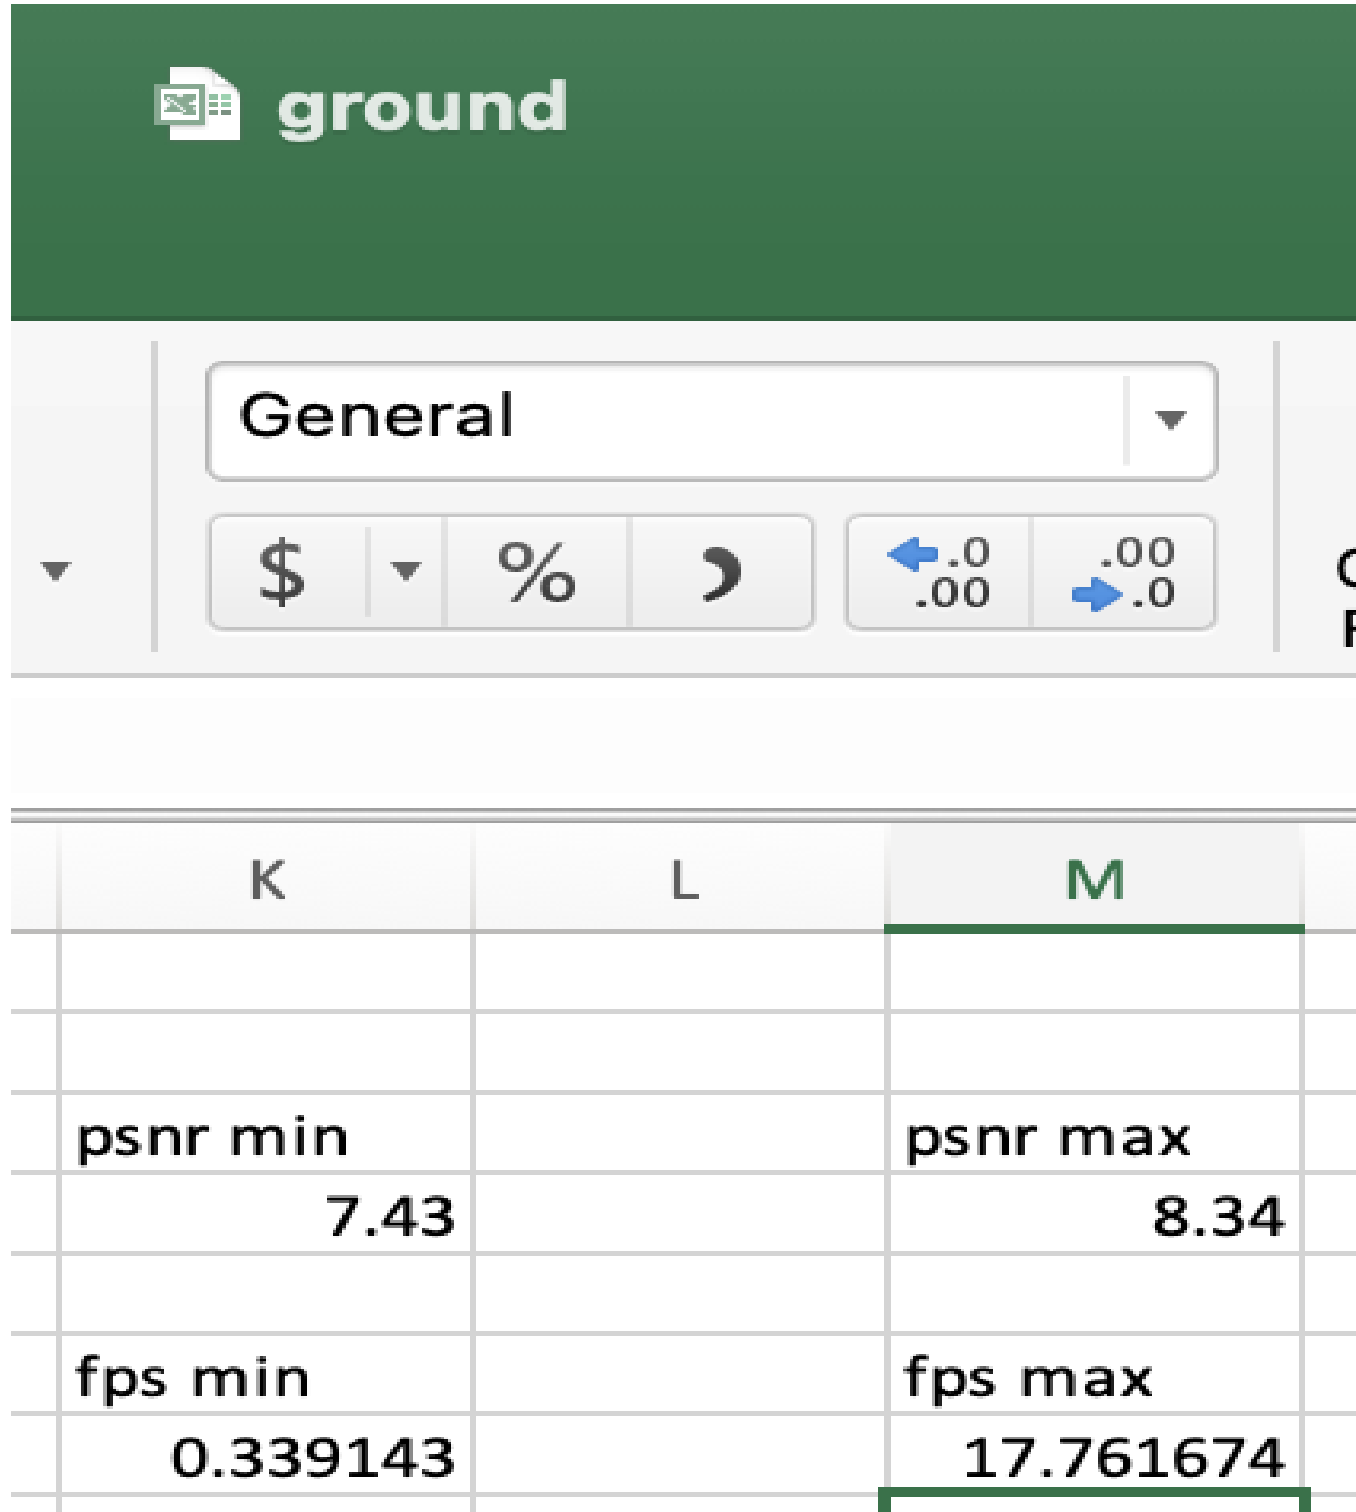 ground
General
$ % , .0 .00
.00 .0
K L M
psnr min psnr max
7.43 8.34
fps min fps max
0.339143 17.761674